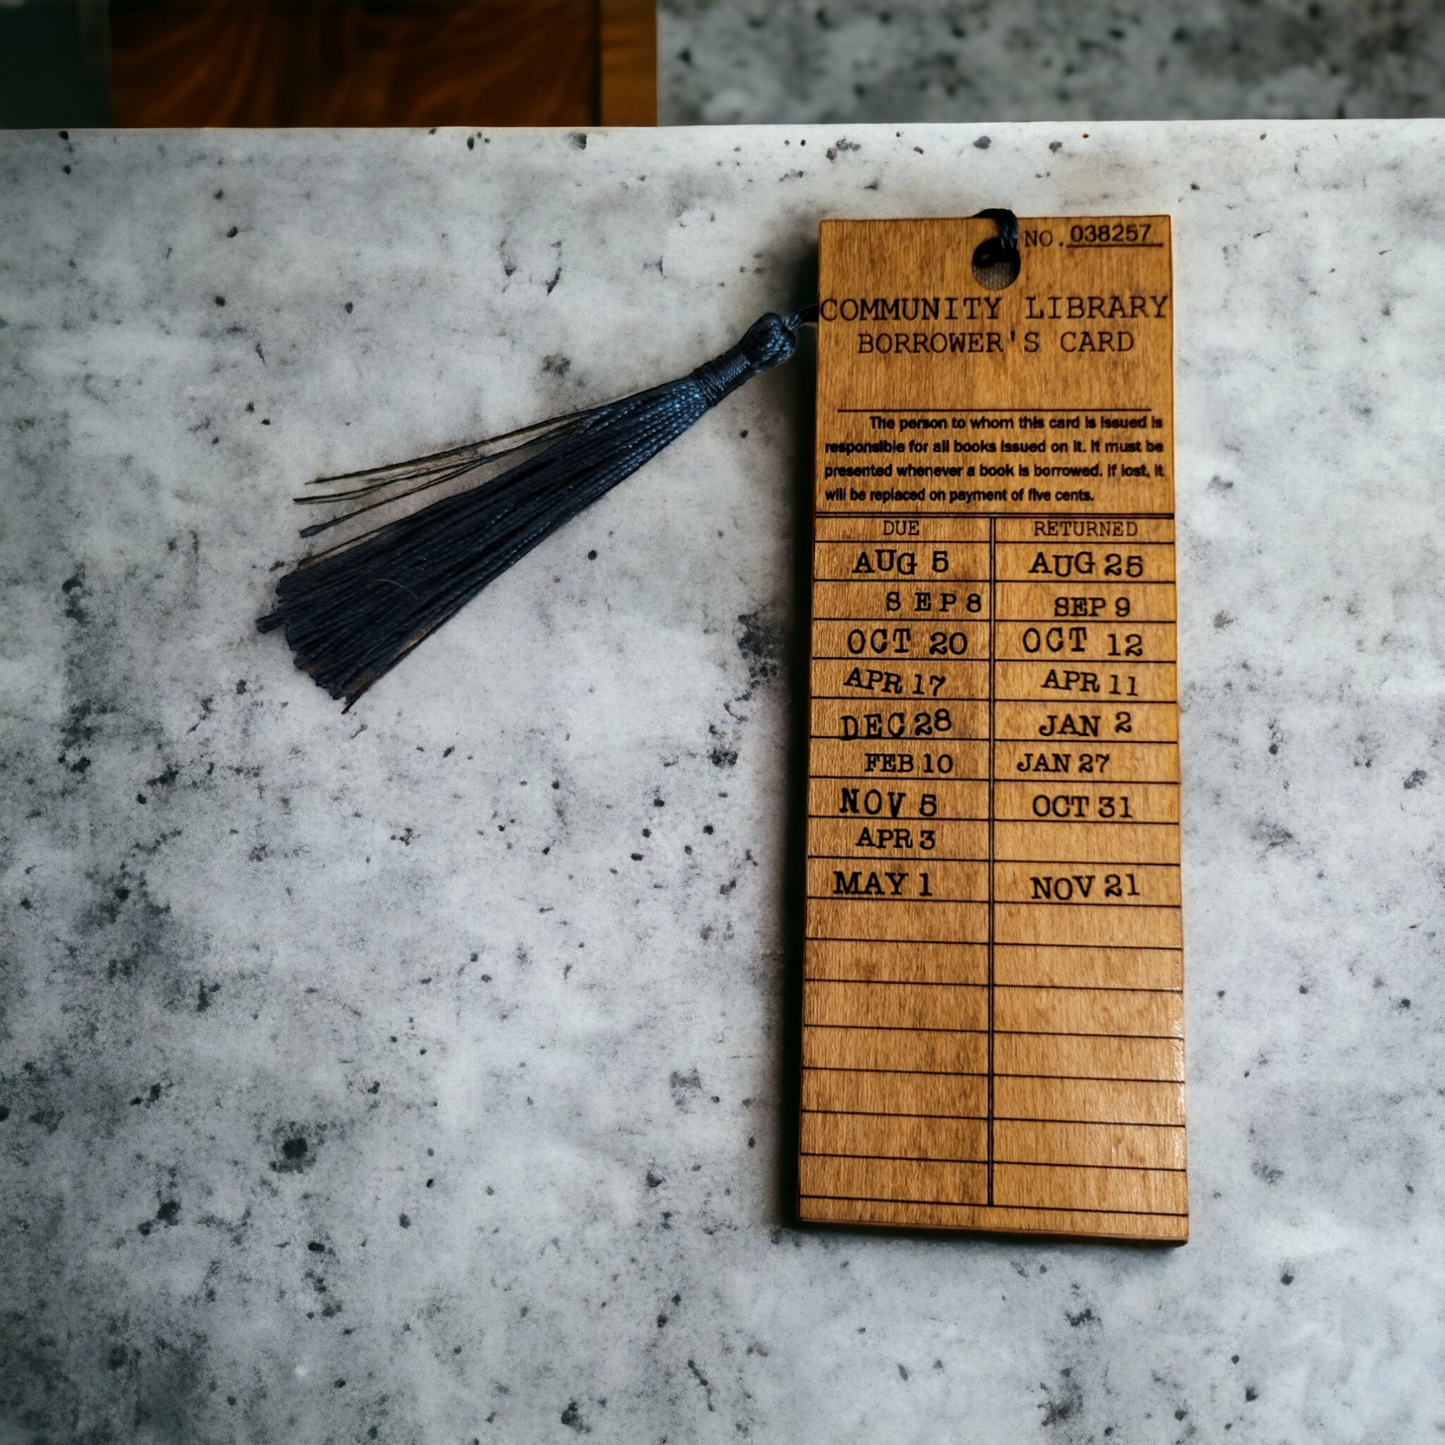 NO. 038257
COMMUNITY LIBRARY
BORROWER'S CARD
The person to whom this card is issued is
responsible for all books issued on it. It must be
presented whenever a book is borrowed. If lost, it
will be replaced on payment of five cents.
DUE RETURNED
AUG 5 AUG 25
SEP 8 SEP 9
OCT 20 OCT 12
APR 17 APR 11
DEC 28 JAN 2
FEB 10 JAN 27
NOV 5 OCT 31
APR 3
MAY 1 NOV 21